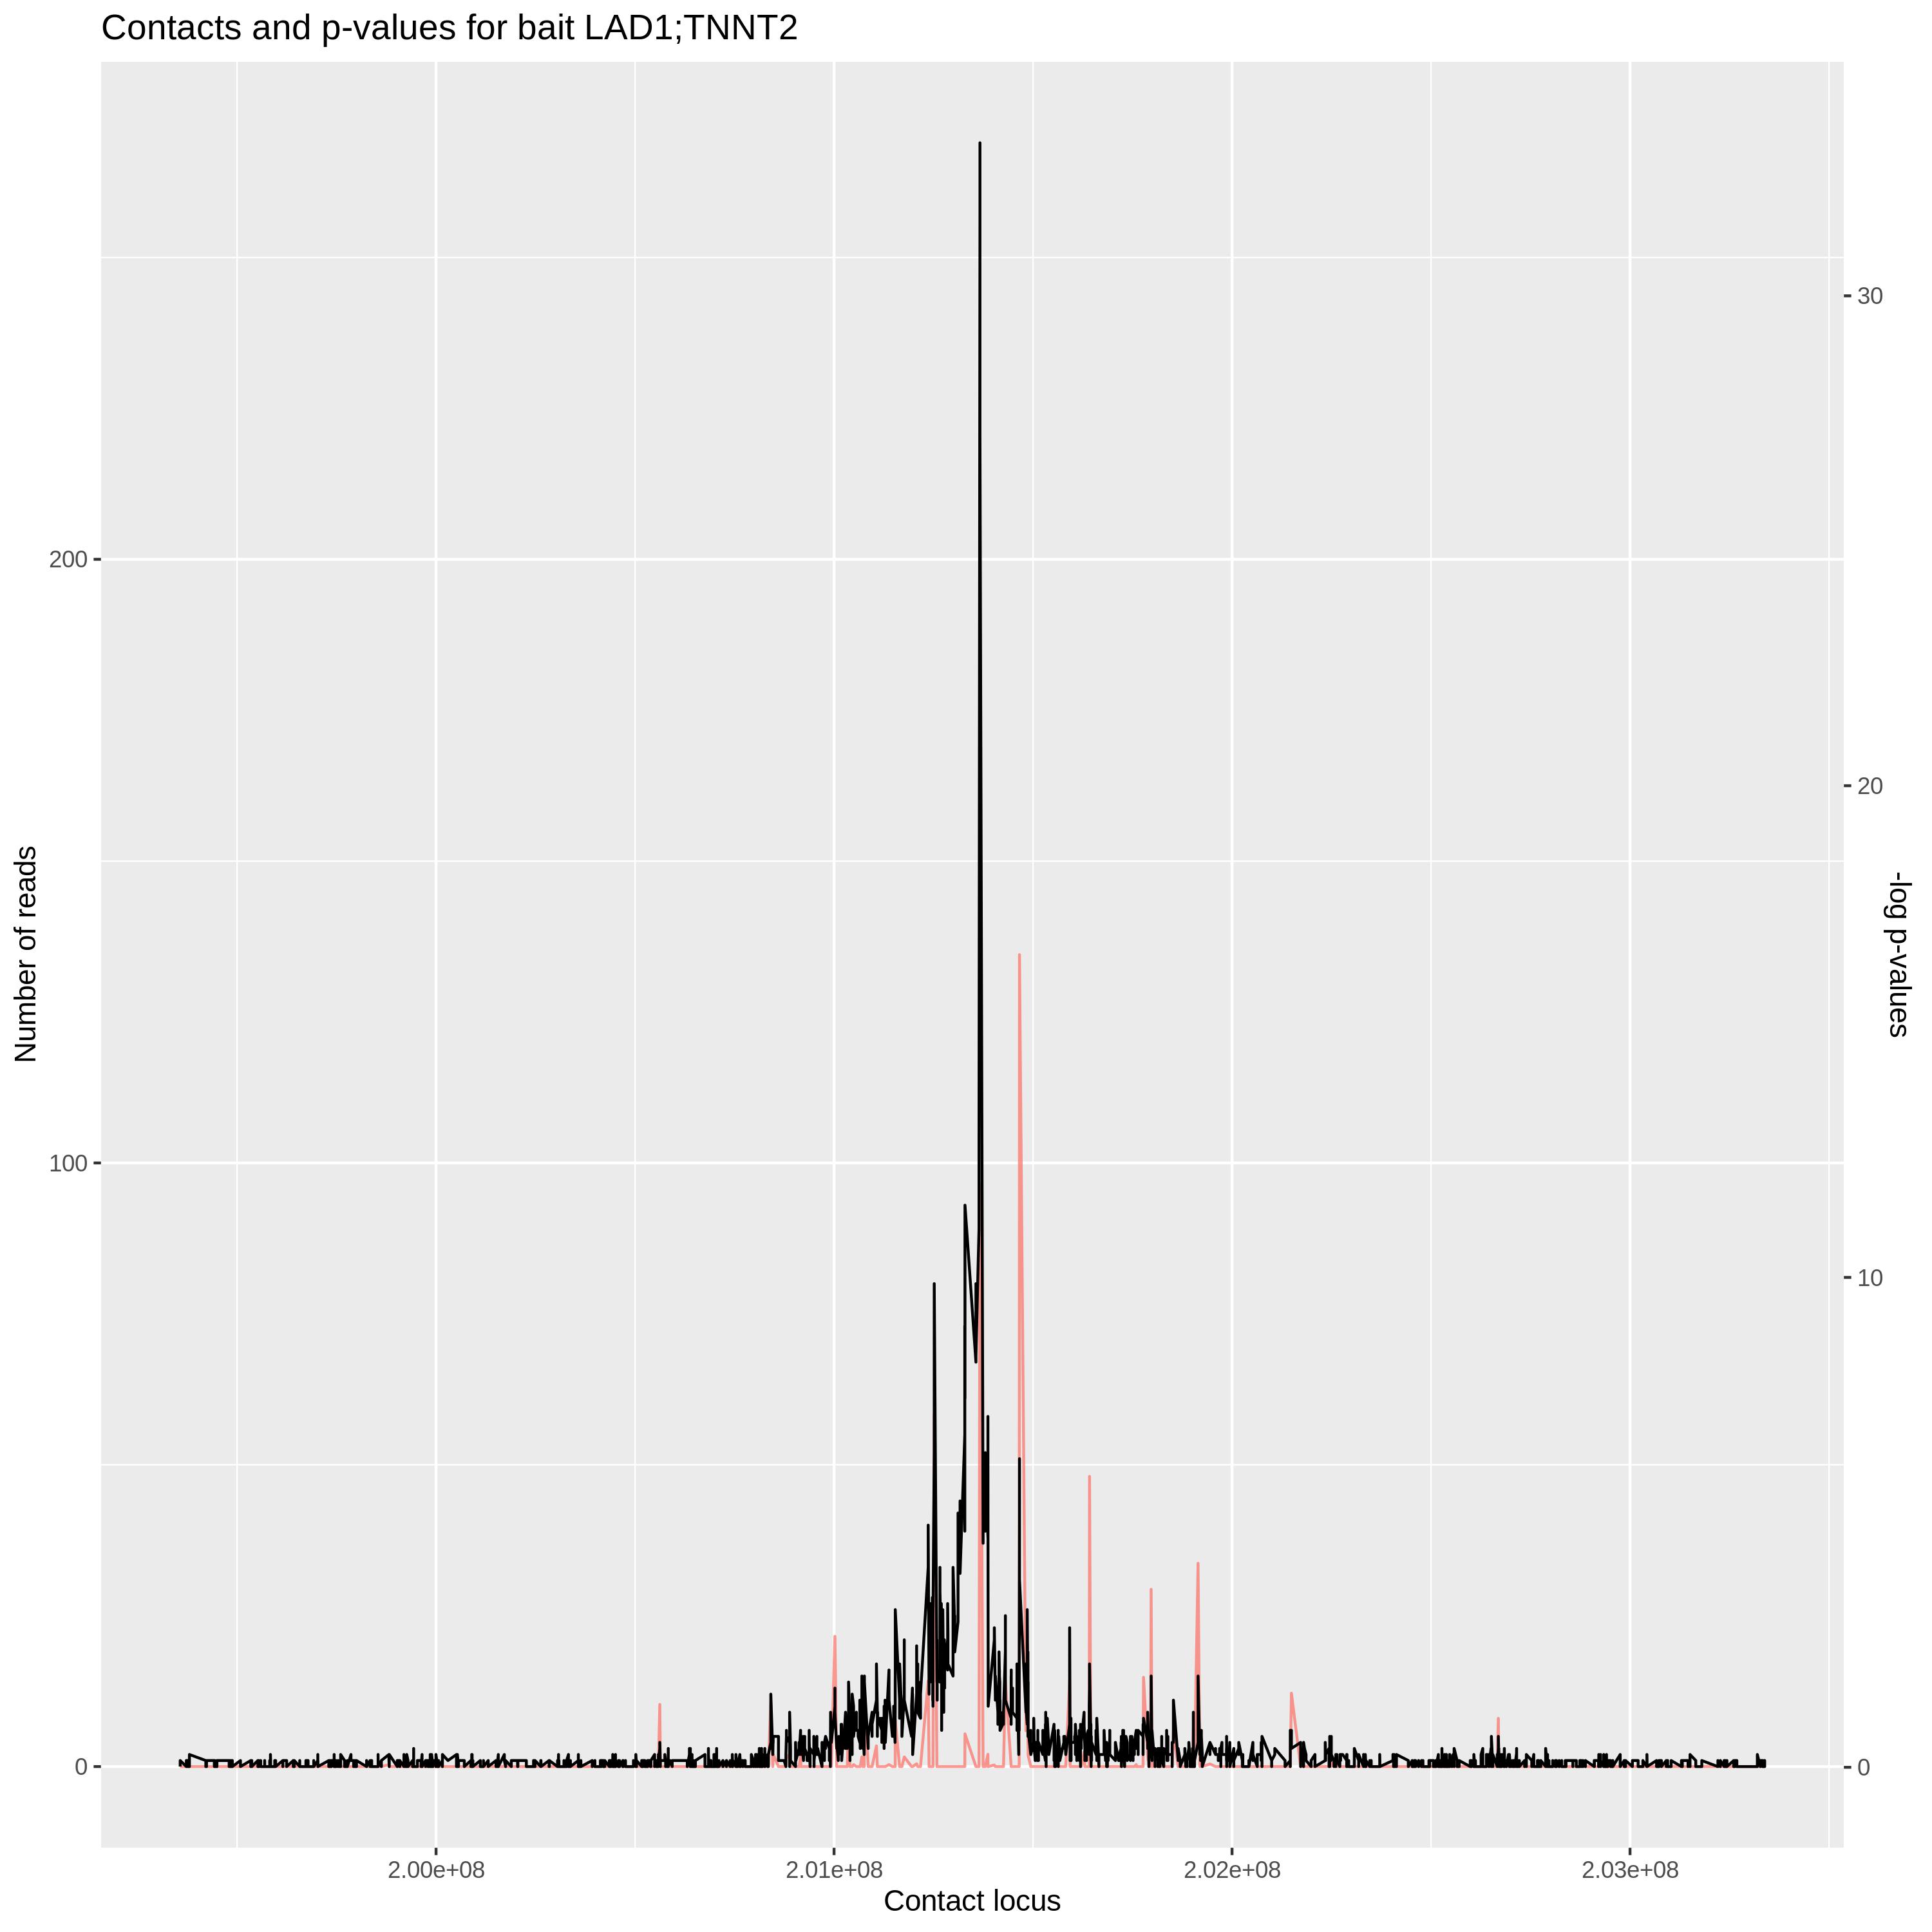 Contacts and p-values for bait LAD1;TNNT2
Number of reads
200
100
0
30
20
10
0
-log p-values
2.00e+08
2.01e+08
2.02e+08
2.03e+08
Contact locus